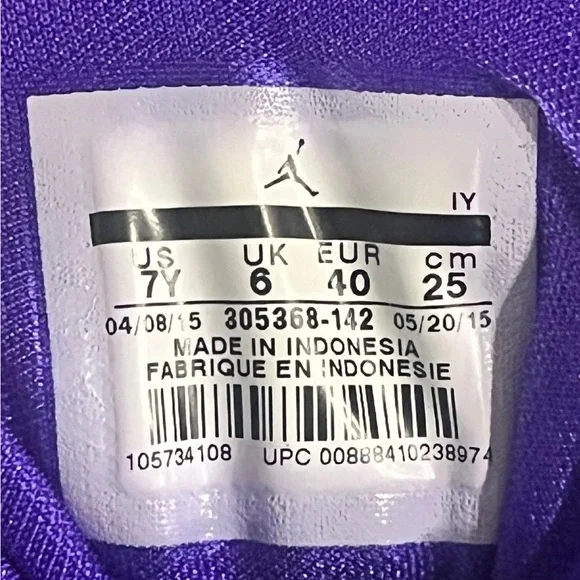 IY
US UK EUR cm
7Y 6 40 25
04/08/15 305368-142 05/20/15
MADE IN INDONESIA
FABRIQUE EN INDONESIE
105734108 UPC 00888410238974